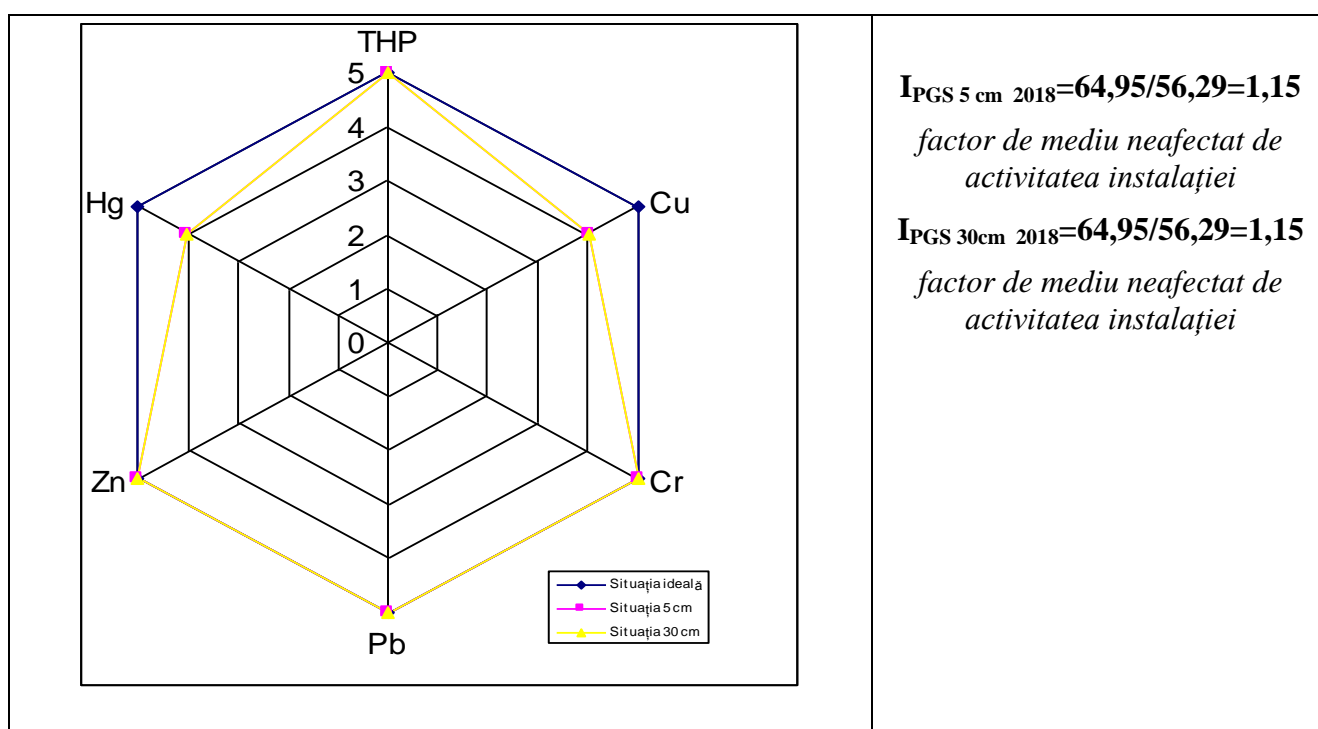 THP
5
4
3
2
1
0
Hg
Cu
Zn
Cr
Pb
Situația ideală
Situația 5 cm
Situația 30 cm
I PGS 5 cm 2018=64,95/56,29=1,15
factor de mediu neafectat de
activitatea instalației
I PGS 30cm 2018=64,95/56,29=1,15
factor de mediu neafectat de
activitatea instalației